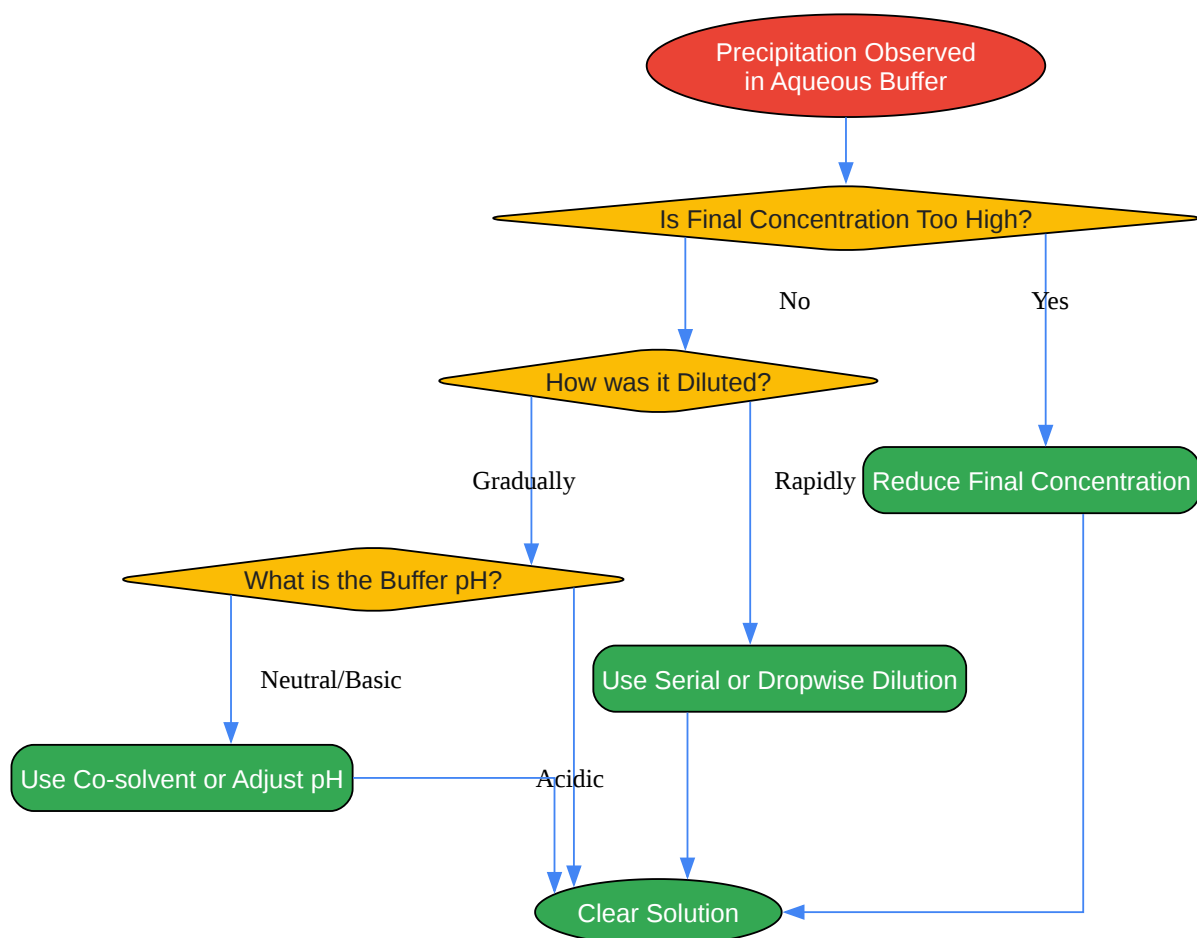 Precipitation Observed
in Aqueous Buffer
Is Final Concentration Too High?
No
Yes
How was it Diluted?
Gradually
Rapidly
Reduce Final Concentration
What is the Buffer pH?
Neutral/Basic
Use Serial or Dropwise Dilution
Use Co-solvent or Adjust pH
Acidic
Clear Solution